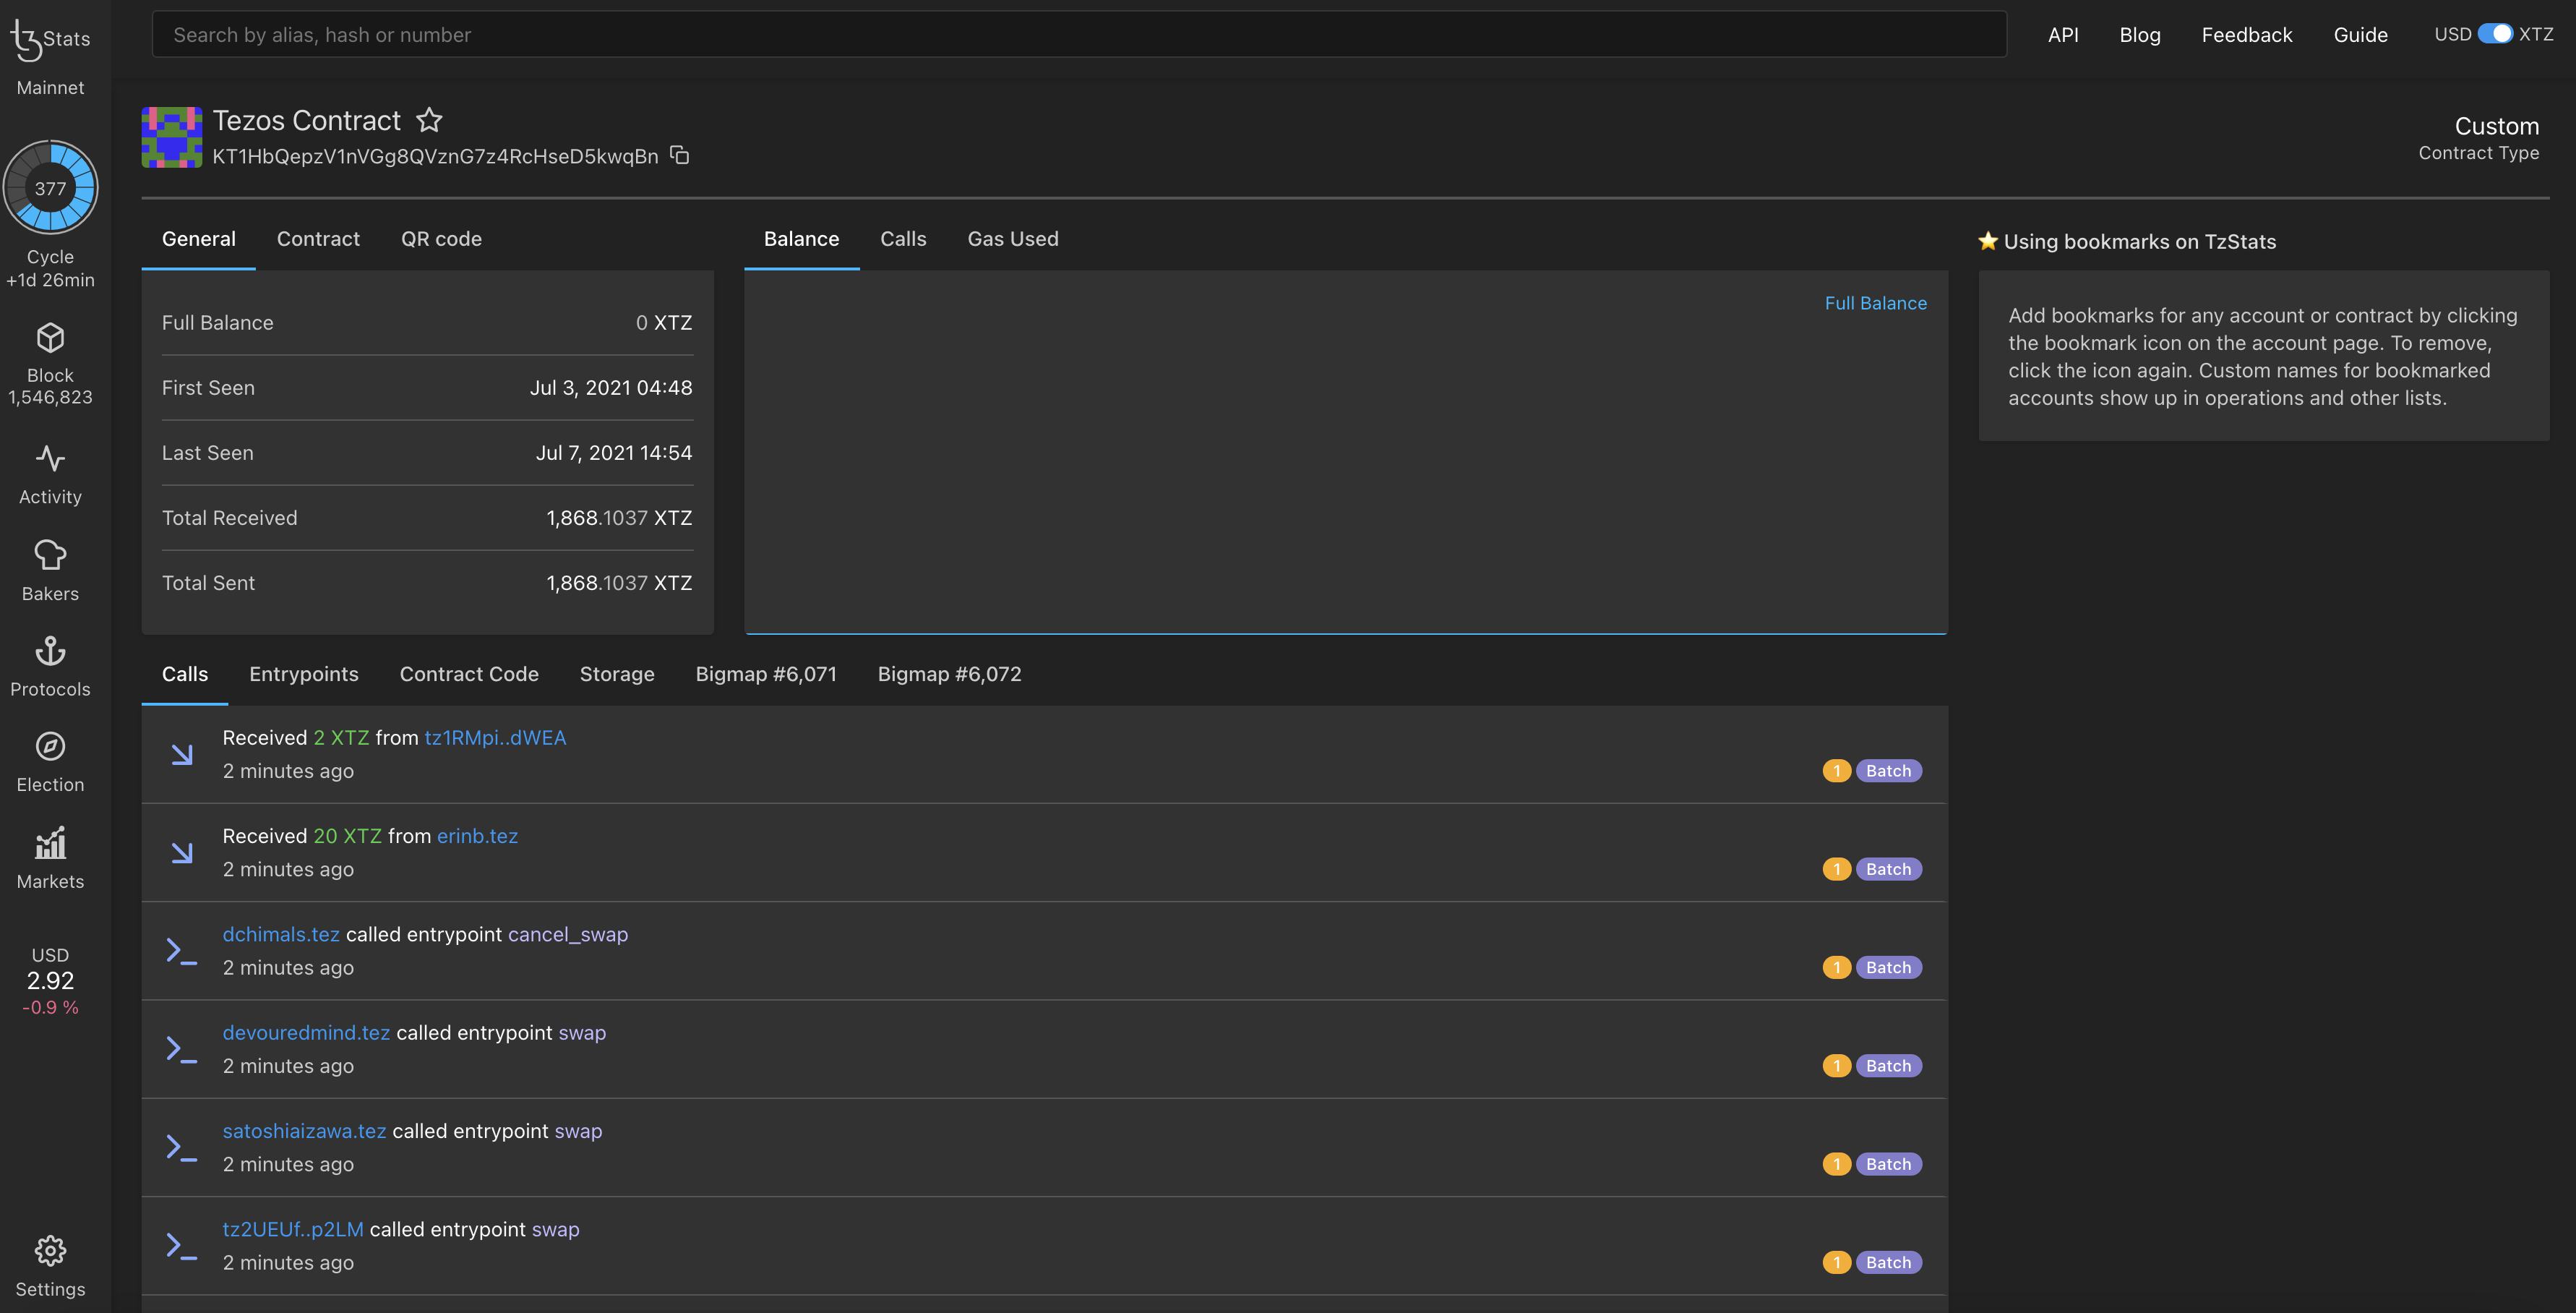 tz Stats
Mainnet
377
Cycle
+1d 26min
Block
1,546,823
Activity
Bakers
Protocols
Election
Markets
USD
2.92
-0.9 %
Settings
Search by alias, hash or number
API Blog Feedback Guide USD XTZ
Tezos Contract
KT1HbQepzV1nVGg8QVznG7z4RcHseD5kwqBn
Custom
Contract Type
General Contract QR code
Full Balance 0 XTZ
First Seen Jul 3, 2021 04:48
Last Seen Jul 7, 2021 14:54
Total Received 1,868.1037 XTZ
Total Sent 1,868.1037 XTZ
Balance Calls Gas Used
Full Balance
Using bookmarks on TzStats
Add bookmarks for any account or contract by clicking
the bookmark icon on the account page. To remove,
click the icon again. Custom names for bookmarked
accounts show up in operations and other lists.
Calls Entrypoints Contract Code Storage Bigmap #6,071 Bigmap #6,072
Received 2 XTZ from tz1RMpi..dWEA
2 minutes ago
1 Batch
Received 20 XTZ from erinb.tez
2 minutes ago
1 Batch
dchimals.tez called entrypoint cancel_swap
2 minutes ago
1 Batch
devouredmind.tez called entrypoint swap
2 minutes ago
1 Batch
satoshiaizawa.tez called entrypoint swap
2 minutes ago
1 Batch
tz2UEUf..p2LM called entrypoint swap
2 minutes ago
1 Batch